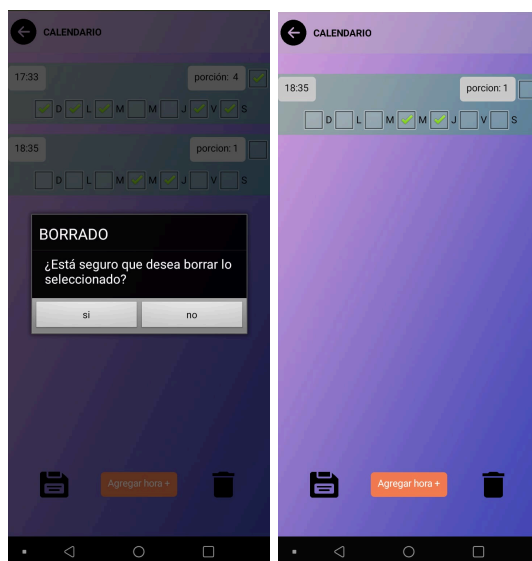 CALENDARIO
17:33 porción: 4
D L M M J V S
18:35 porcion: 1
D L M M J V S
BORRADO
¿Está seguro que desea borrar lo
seleccionado?
si no
Agregar hora +
CALENDARIO
18:35 porcion: 1
D L M M J V S
Agregar hora +